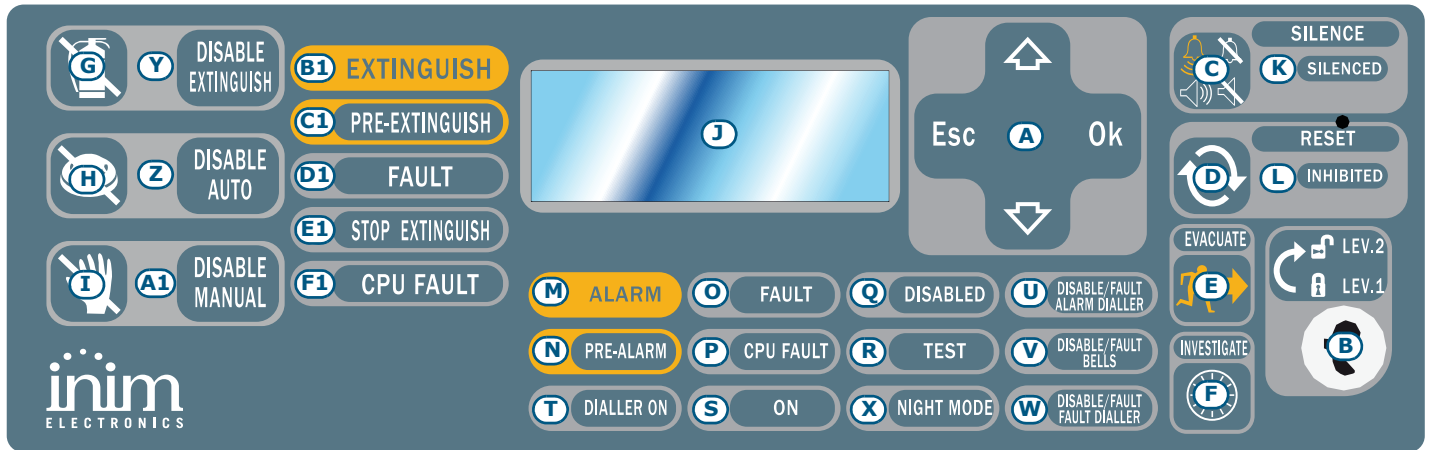 G
Y
DISABLE
EXTINGUISH
H
Z
DISABLE
AUTO
I
A1
DISABLE
MANUAL
inim
ELECTRONICS
B1 EXTINGUISH
C1 PRE-EXTINGUISH
D1 FAULT
E1 STOP EXTINGUISH
F1 CPU FAULT
J
Esc A Ok
M ALARM
N PRE-ALARM
T DIALLER ON
O FAULT
P CPU FAULT
S ON
Q DISABLED
R TEST
X NIGHT MODE
U
DISABLE/FAULT
ALARM DIALLER
V
DISABLE/FAULT
BELLS
W
DISABLE/FAULT
FAULT DIALLER
SILENCE
C
K SILENCED
RESET
D
L INHIBITED
EVACUATE
E
INVESTIGATE
F
LEV.2
LEV.1
B